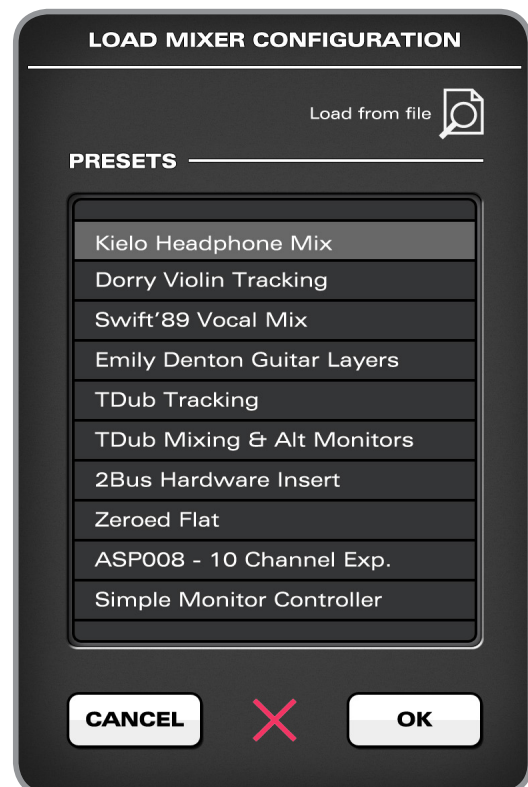 LOAD MIXER CONFIGURATION
Load from file
PRESETS
Kielo Headphone Mix
Dorry Violin Tracking
Swift'89 Vocal Mix
Emily Denton Guitar Layers
TDub Tracking
TDub Mixing & Alt Monitors
2Bus Hardware Insert
Zeroed Flat
ASP008 - 10 Channel Exp.
Simple Monitor Controller
CANCEL
OK